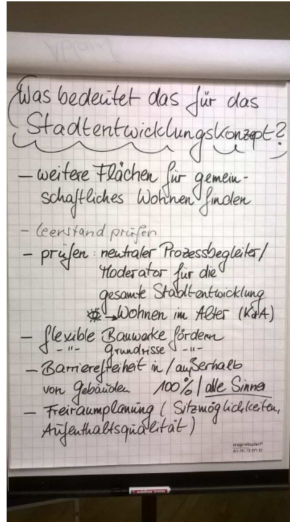 Was bedeutet das für das
Stadtentwicklungskonzept?
– weitere Flächen für gemein-
schaftliches Wohnen finden
– Leerstand prüfen
– prüfen: neutraler Prozessbegleiter/
Moderator für die
gesamte Stadtentwicklung
→ Wohnen im Alter (KdA)
– flexible Bauwerke fördern
– -"- Grundrisse -"-
– Barrierefreiheit in/außerhalb
von Gebäuden 100% / alle Sinne
– Freiraumplanung (Sitzmöglichkeiten,
Aufenthaltsqualität)